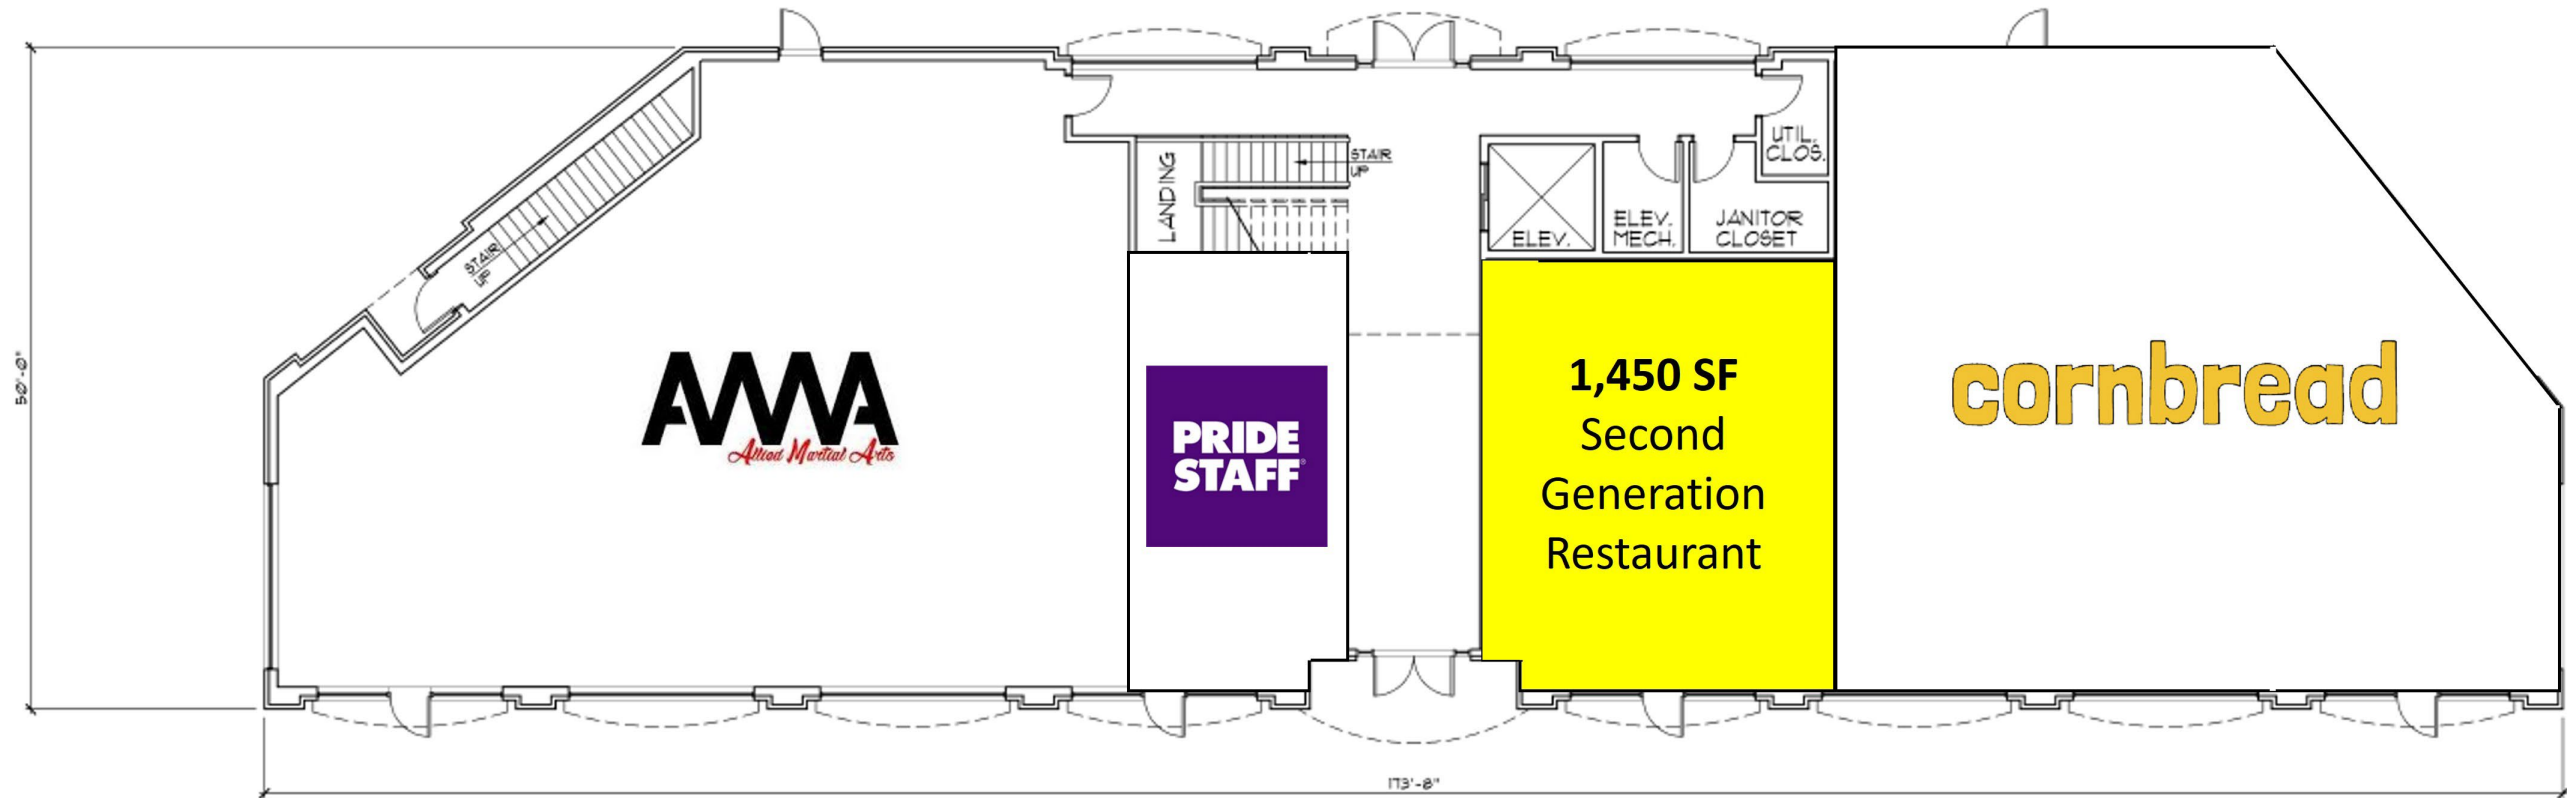 50'-0"
STAIR
UP
AMA
Allied Martial Arts
LANDING
STAIR
UP
PRIDE
STAFF®
ELEV.
ELEV.
MECH.
JANITOR
CLOSET
UTIL.
CLOS.
1,450 SF
Second
Generation
Restaurant
cornbread
173'-8"